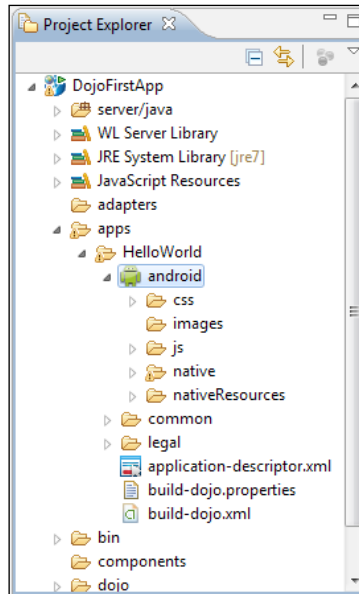 Project Explorer
DojoFirstApp
server/java
WL Server Library
JRE System Library [jre7]
JavaScript Resources
adapters
apps
HelloWorld
android
css
images
js
native
nativeResources
common
legal
application-descriptor.xml
build-dojo.properties
build-dojo.xml
bin
components
dojo